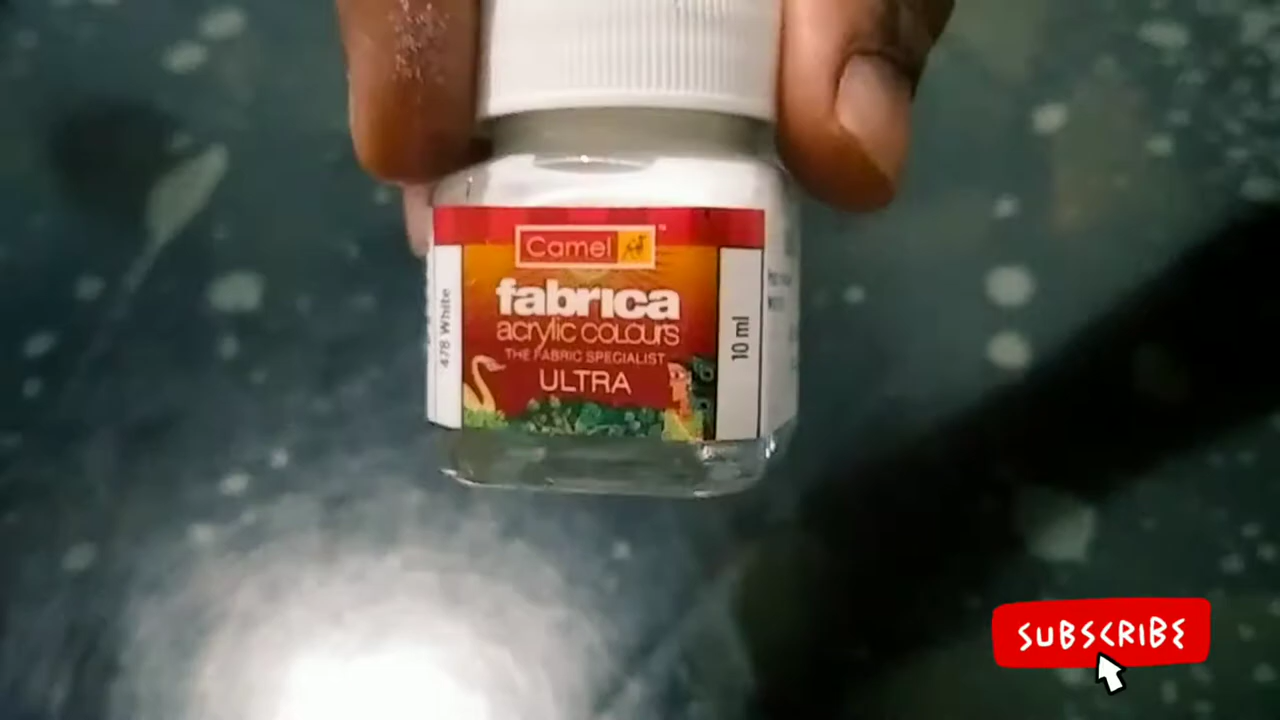 Camel
fabrica
acrylic colours
THE FABRIC SPECIALIST
ULTRA
478 White
10 ml
SUBSCRIBE